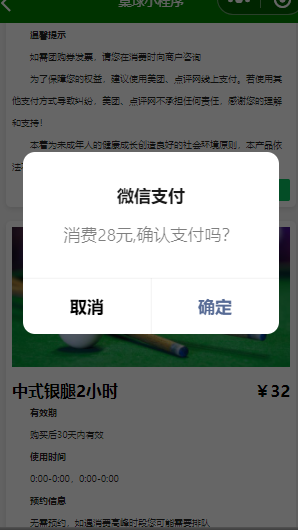 桌球小程序
温馨提示
如需团购券发票，请您在消费时向商户咨询
为了保障您的权益，建议使用美团、点评网线上支付。若使用其
他支付方式导致纠纷，美团、点评网不承担任何责任，感谢您的理解
和支持！
本着为未成年人的健康成长创造良好的社会环境原则，本产品依
法
微信支付
消费28元,确认支付吗?
取消
确定
中式银腿2小时
￥32
有效期
购买后30天内有效
使用时间
0:00-0:00，0:00-0:00
预约信息
无需预约，如遇消费高峰时段您可能需要排队